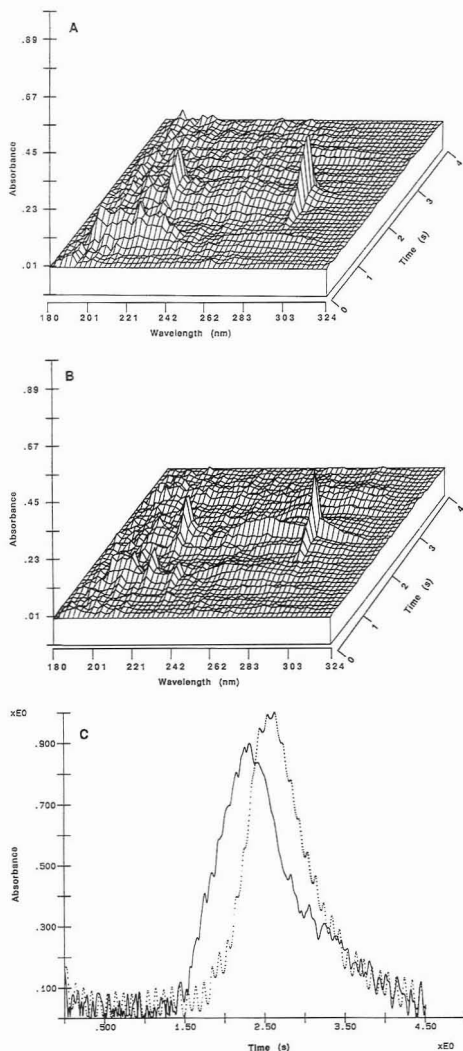 A
.89
.67
.45
.23
.01
Absorbance
180 201 221 242 262 283 303 324
Wavelength (nm)
0 1 2 3 4
Time (s)
B
.89
.67
.45
.23
.01
Absorbance
180 201 221 242 262 283 303 324
Wavelength (nm)
0 1 2 3 4
Time (s)
xE0
C
.900
.700
.500
.300
.100
Absorbance
.500 1.50 2.50 3.50 4.50
Time (s)
xE0